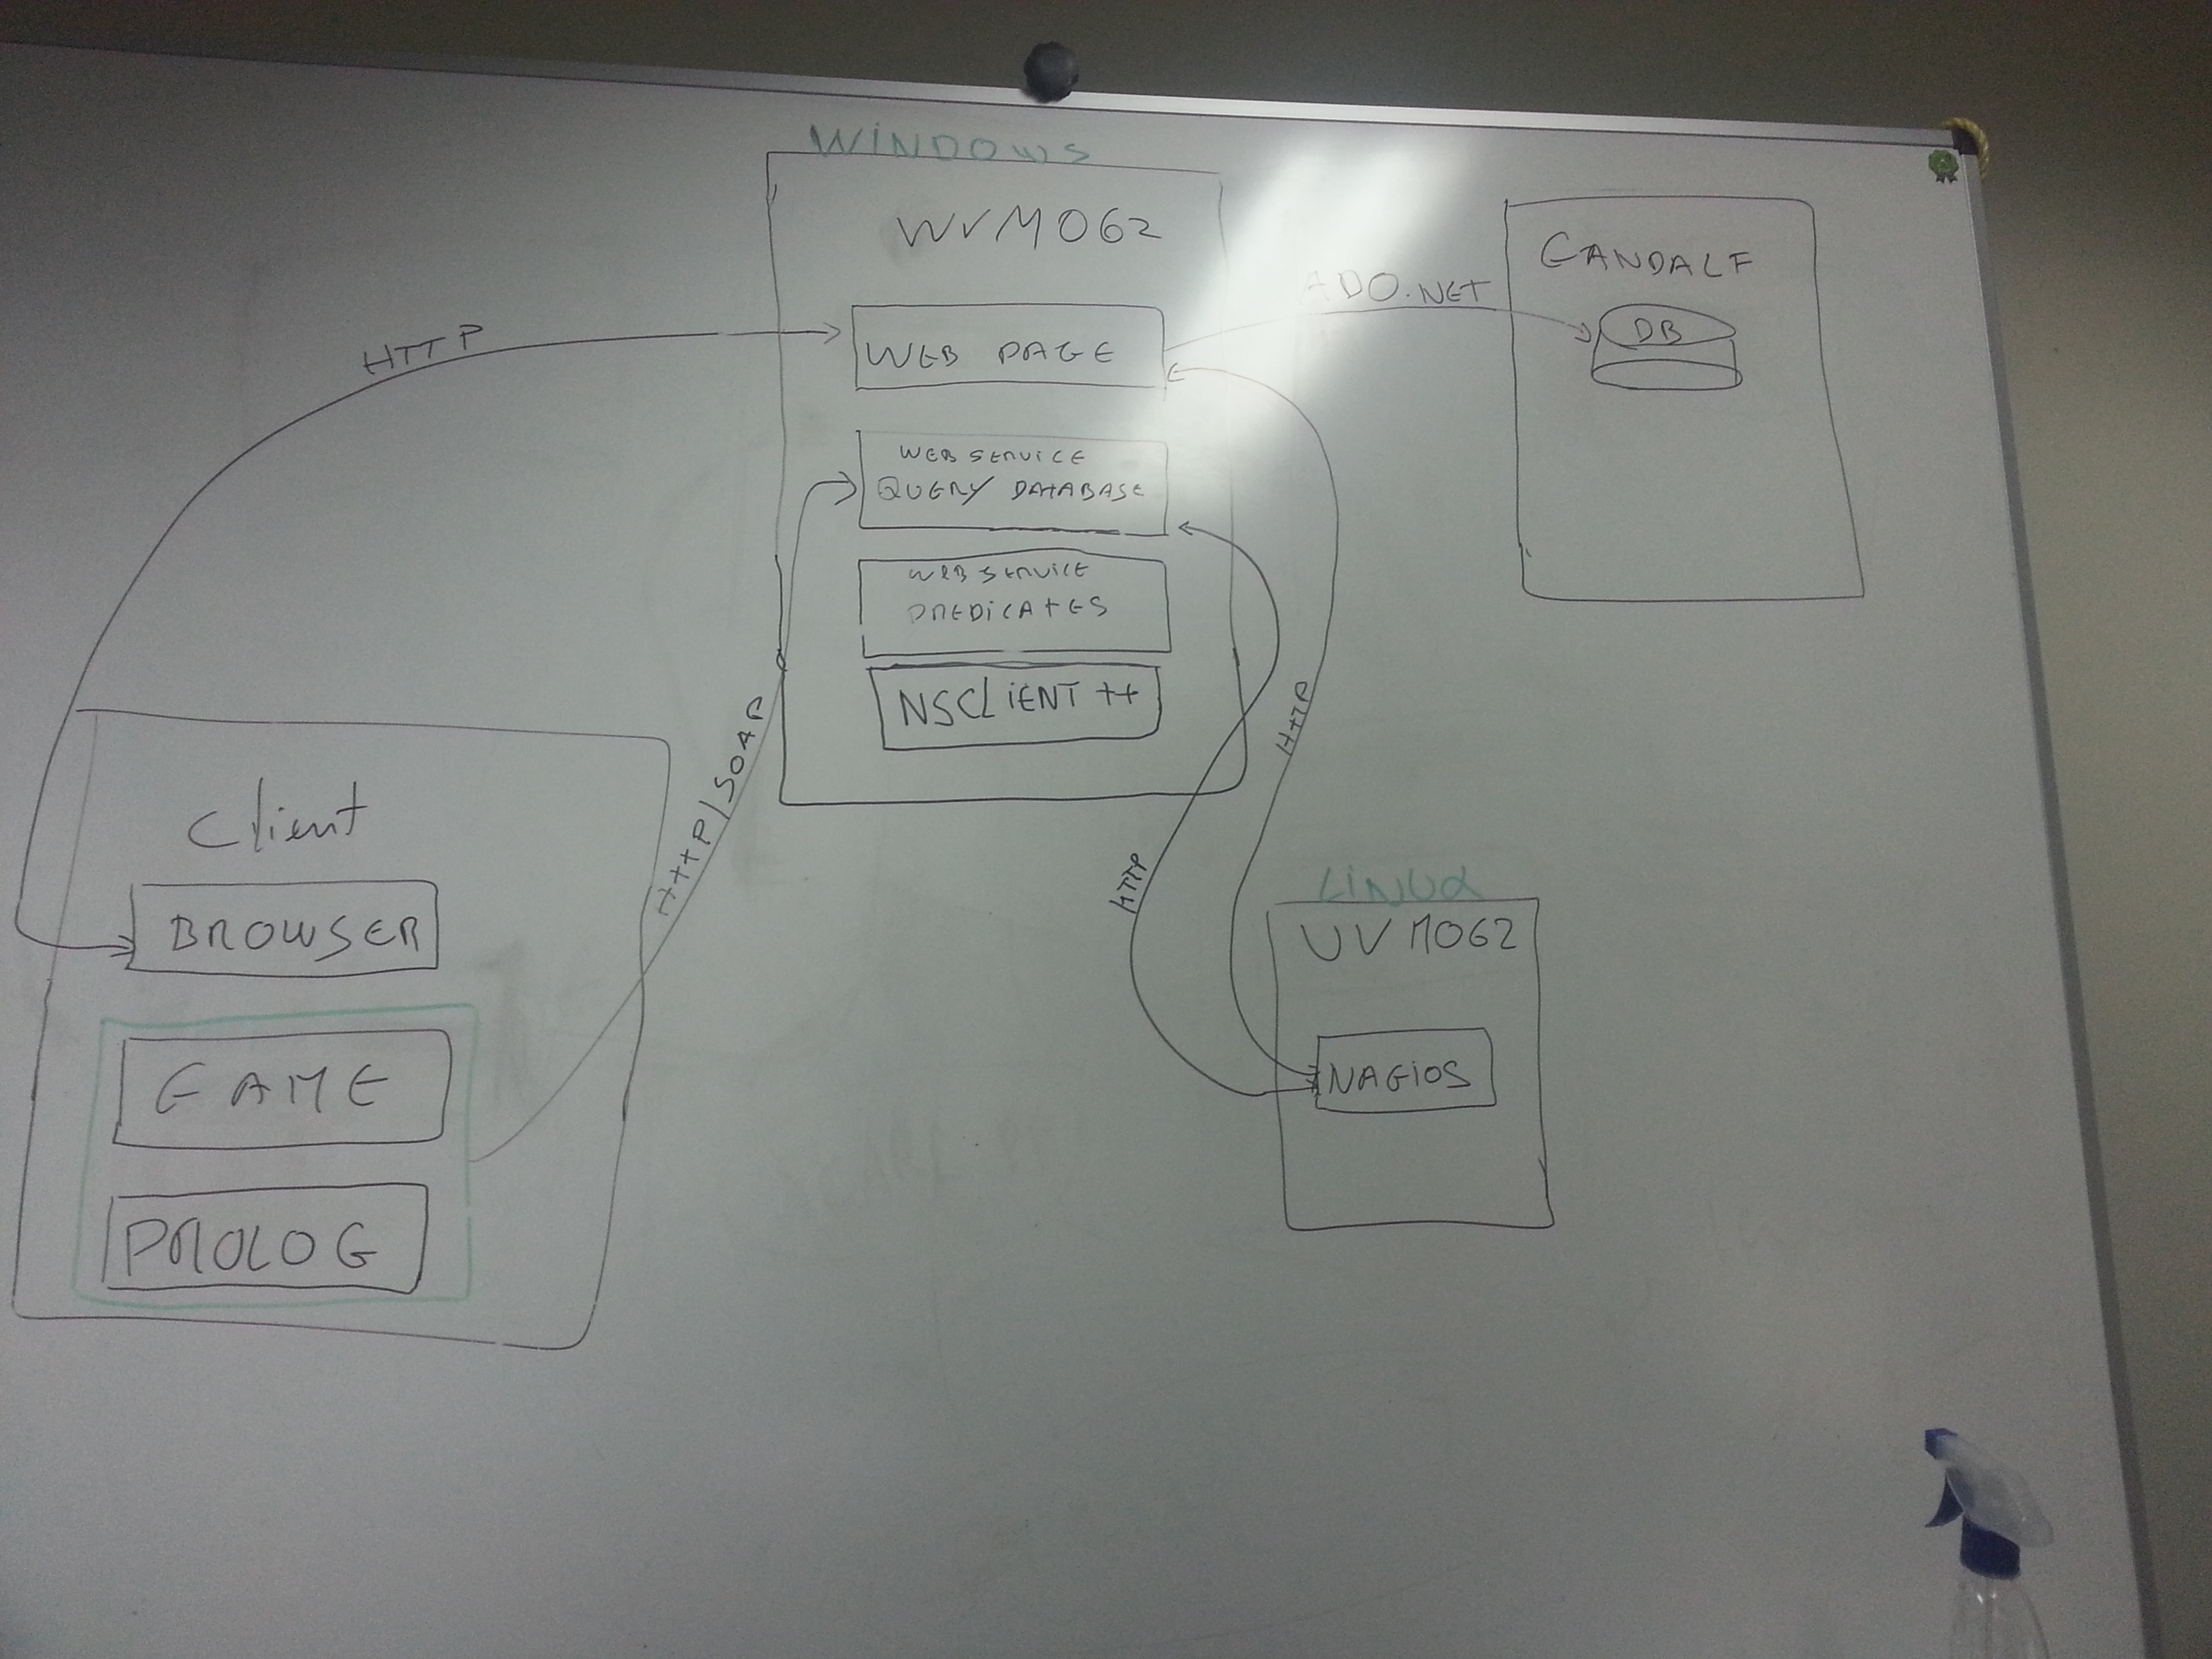 WINDOWS
WVM062
HTTP
WEB PAGE
ADO.NET
GANDALF
DB
WEB SERVICE
QUERY DATABASE
WEB SERVICE
PREDICATES
NSCLIENT ++
HTTP/SOAP
HTTP
HTTP
Client
BROWSER
GAME
PROLOG
LINUX
UVM062
NAGIOS